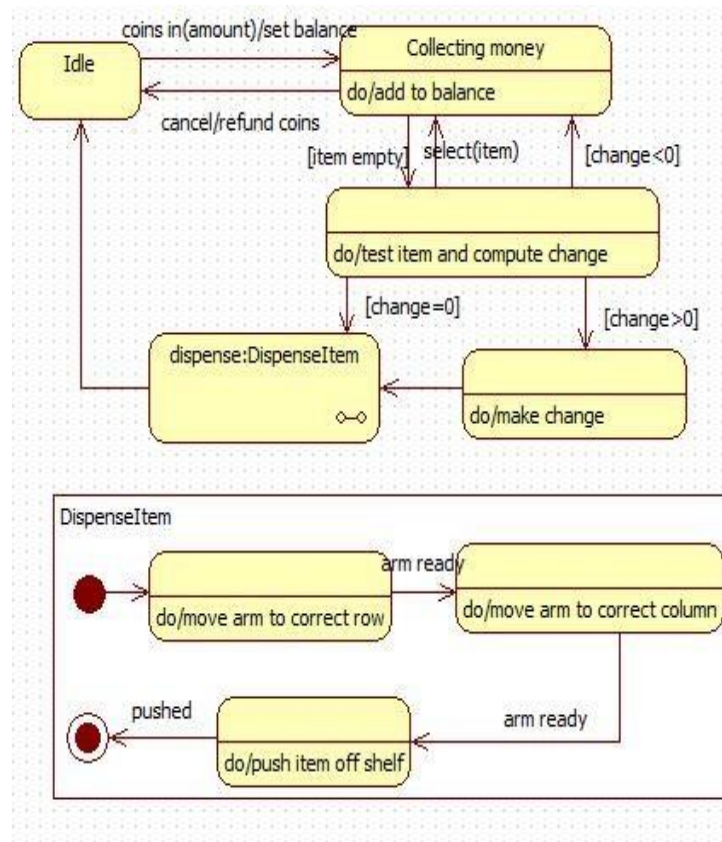 coins in(amount)/set balance
Idle
Collecting money
do/add to balance
cancel/refund coins
[item empty]
select(item)
[change<0]
do/test item and compute change
[change=0]
[change>0]
dispense:DispenseItem
do/make change
DispenseItem
arm ready
do/move arm to correct row
do/move arm to correct column
pushed
arm ready
do/push item off shelf